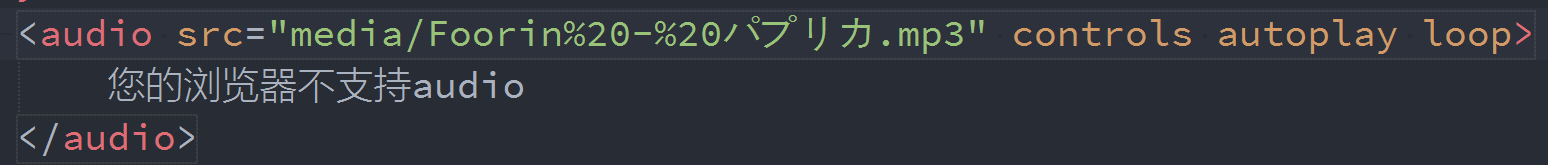 <audio src="media/Foorin%20-%20パプリカ.mp3" controls autoplay loop>
您的浏览器不支持audio
</audio>